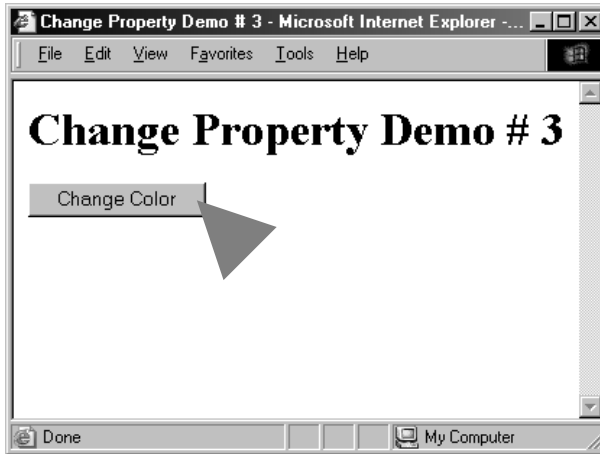 Change Property Demo # 3 - Microsoft Internet Explorer -...
File Edit View Favorites Tools Help
Change Property Demo # 3
Change Color
Done My Computer